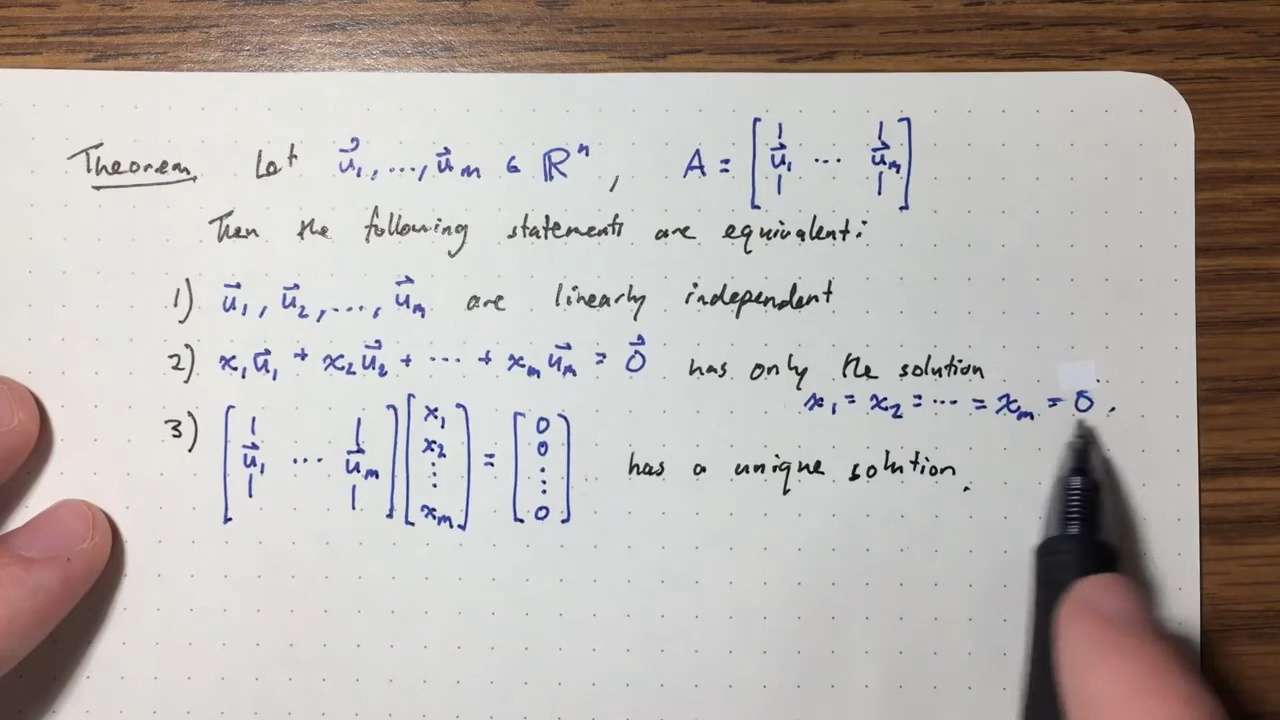 Theorem. Let u⃗₁, ..., u⃗ₘ ∈ ℝⁿ, A = [u⃗₁ ... u⃗ₘ]
Then the following statements are equivalent:
1) u⃗₁, u⃗₂, ..., u⃗ₘ are linearly independent
2) x₁u⃗₁ + x₂u⃗₂ + ... + xₘu⃗ₘ = 0⃗ has only the solution
x₁ = x₂ = ... = xₘ = 0.
3) [u⃗₁ ... u⃗ₘ] [x₁ x₂ ⋮ xₘ] = [0 0 ⋮ 0] has a unique solution.